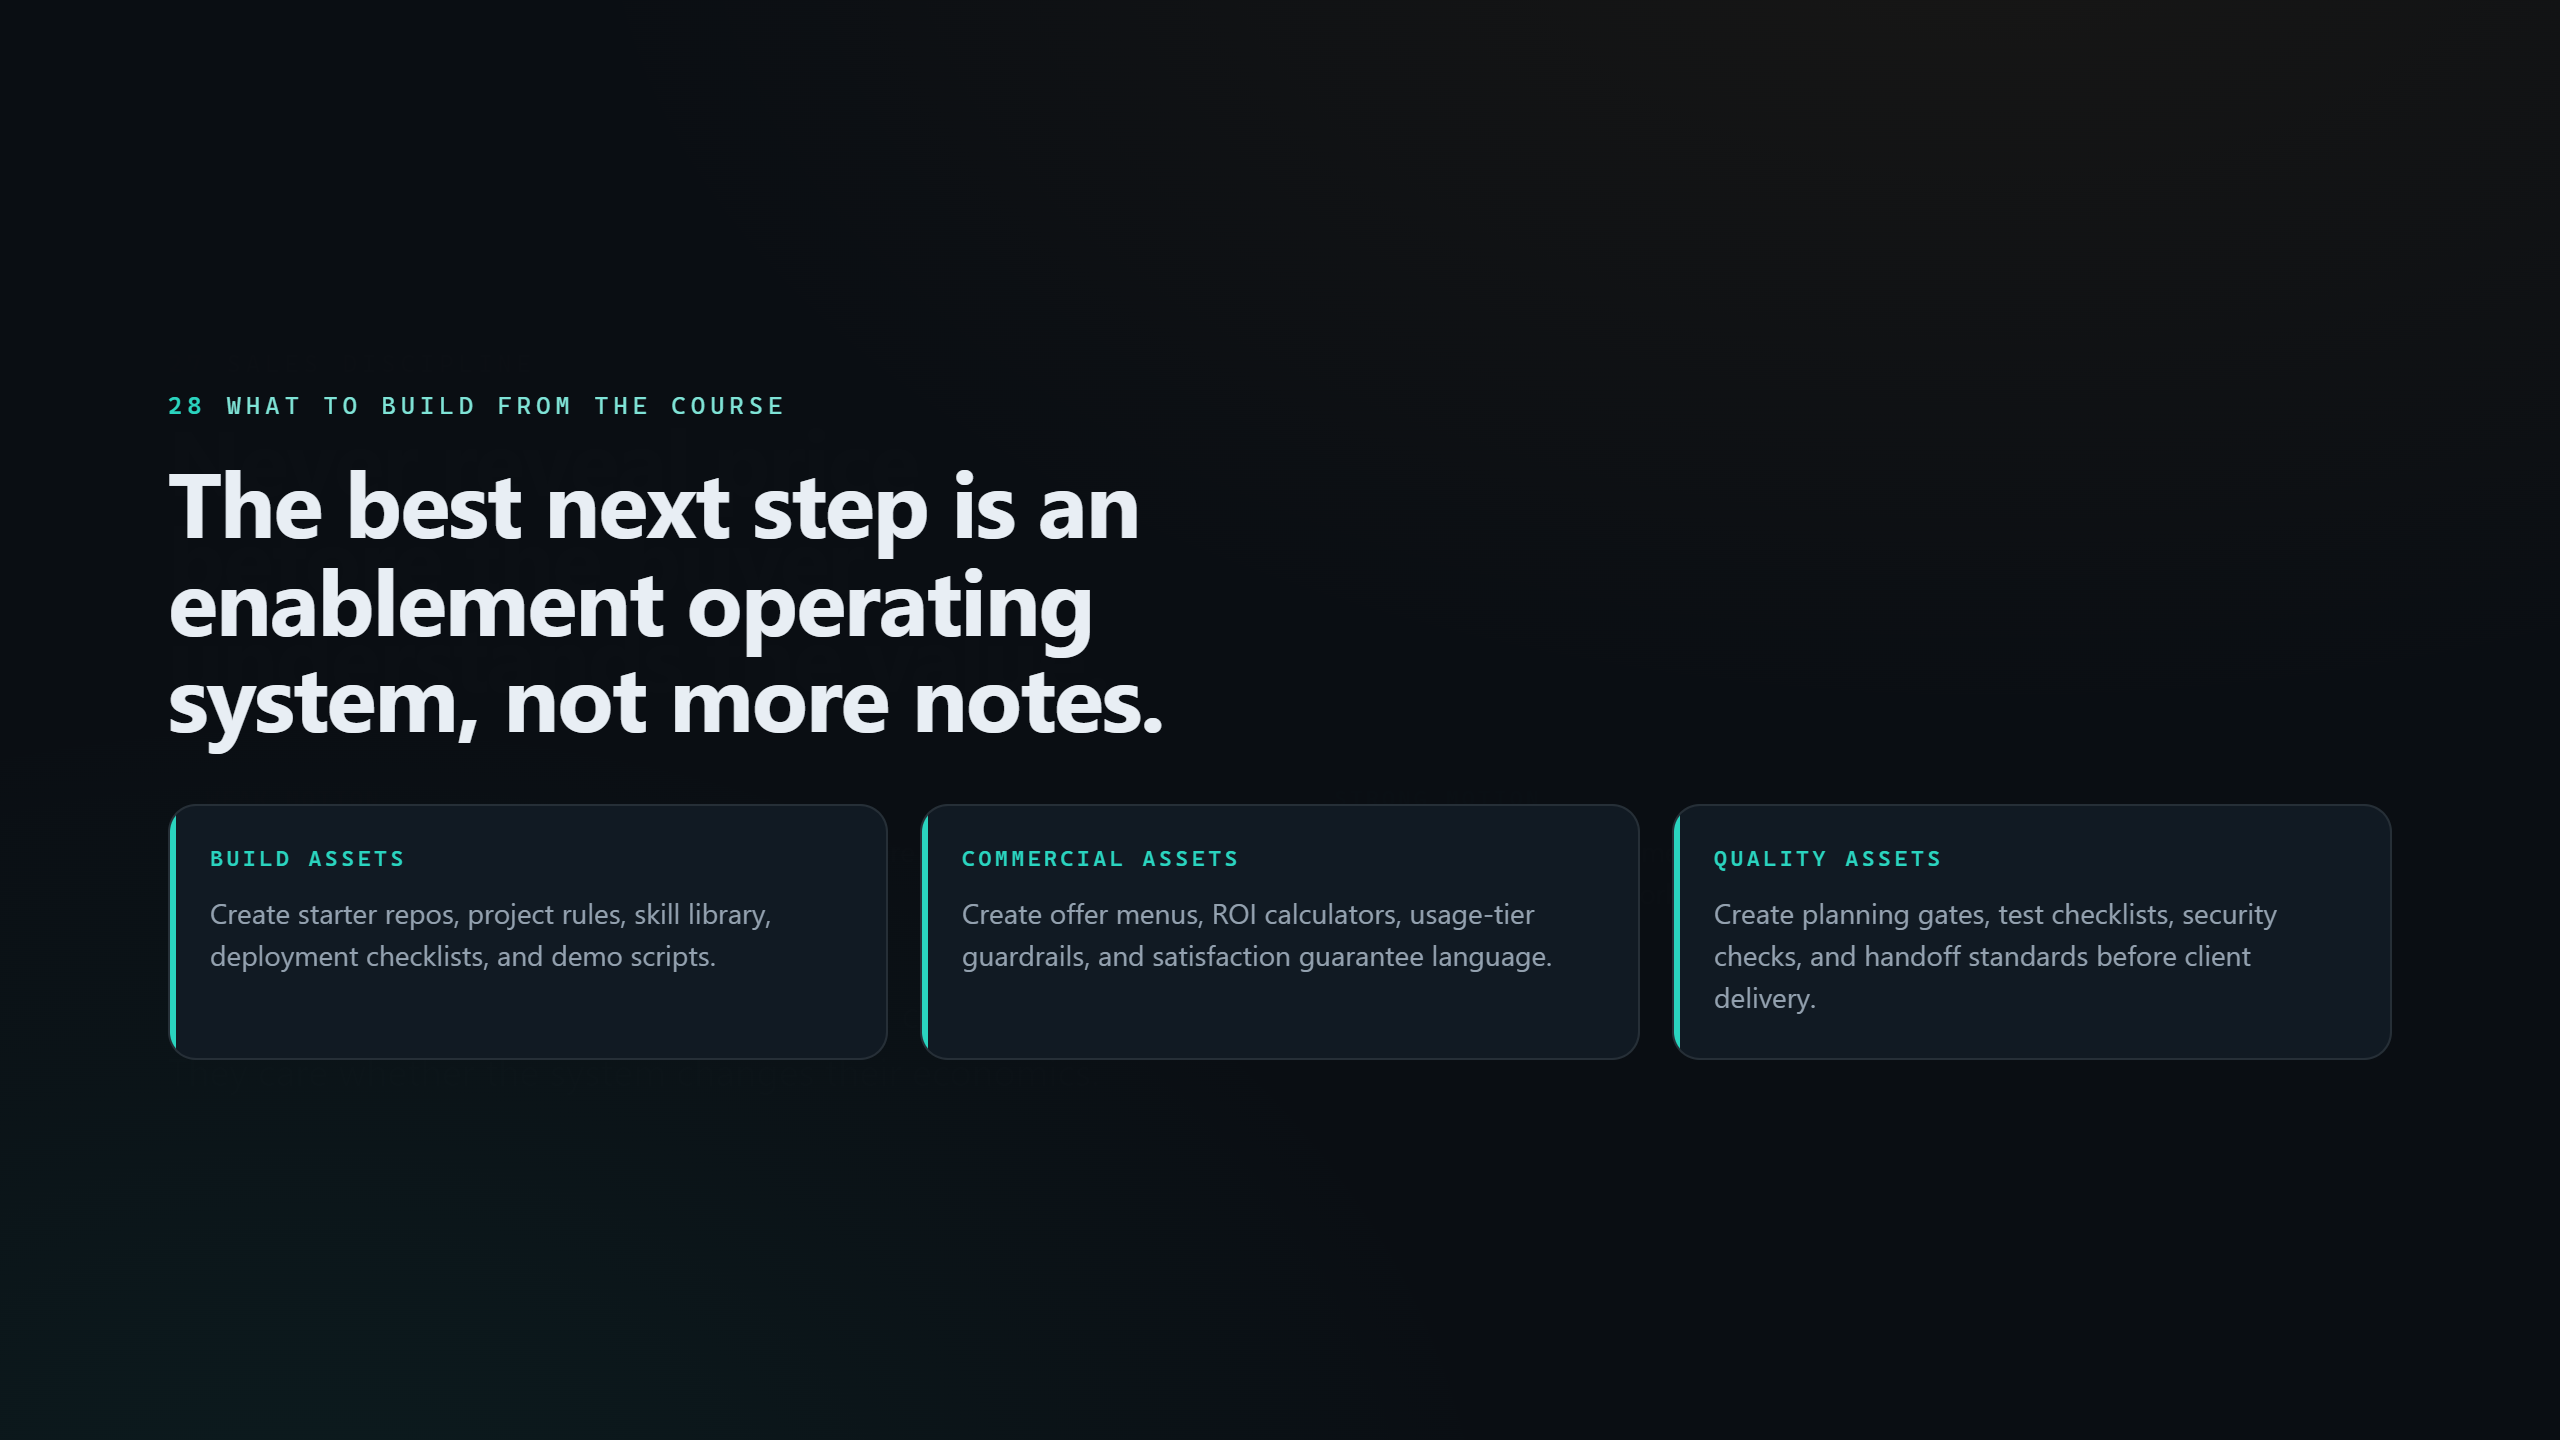 28 WHAT TO BUILD FROM THE COURSE
The best next step is an
enablement operating
system, not more notes.
BUILD ASSETS
Create starter repos, project rules, skill library,
deployment checklists, and demo scripts.
COMMERCIAL ASSETS
Create offer menus, ROI calculators, usage-tier
guardrails, and satisfaction guarantee language.
QUALITY ASSETS
Create planning gates, test checklists, security
checks, and handoff standards before client
delivery.